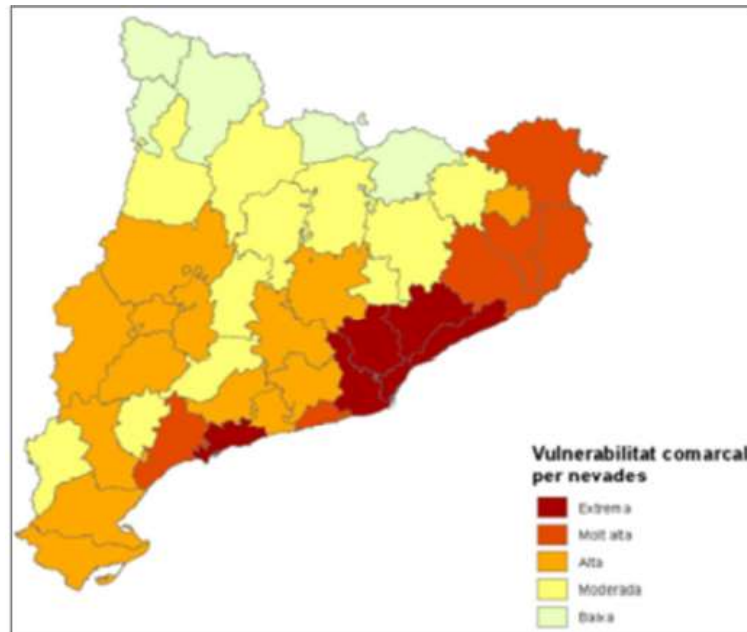 Vulnerabilitat comarcal
per nevades
Extrema
Molt alta
Alta
Moderada
Baixa